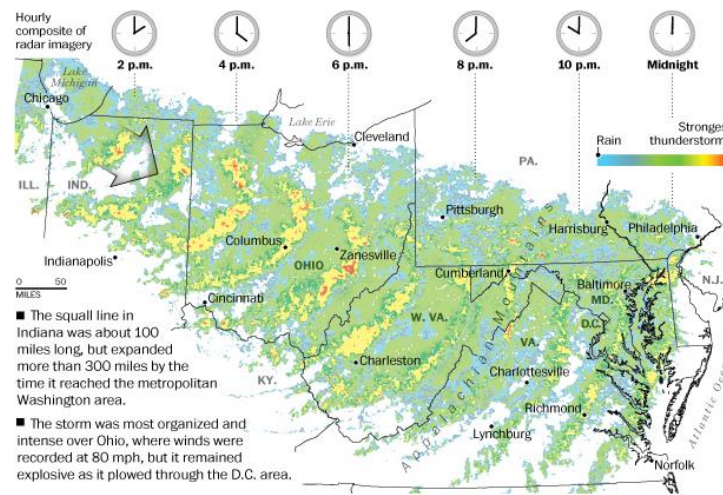 Hourly
composite of
radar imagery
2 p.m.
4 p.m.
6 p.m.
8 p.m.
10 p.m.
Midnight
Lake
Michigan
Chicago
Lake Erie
Cleveland
PA.
Rain
Stronges
thunderstorm
ILL.
IND.
Pittsburgh
Harrisburg
Philadelphia
Columbus
Zanesville
Indianapolis
OHIO
Cumberland
Baltimore
MD.
N.J.
0 50
MILES
Cincinnati
W. VA.
D.C.
VA.
Appalachian Mountains
Charleston
Charlottesville
KY.
Richmond
Lynchburg
Norfolk
Atlantic Oce
■ The squall line in
Indiana was about 100
miles long, but expanded
more than 300 miles by the
time it reached the metropolitan
Washington area.
■ The storm was most organized and
intense over Ohio, where winds were
recorded at 80 mph, but it remained
explosive as it plowed through the D.C. area.